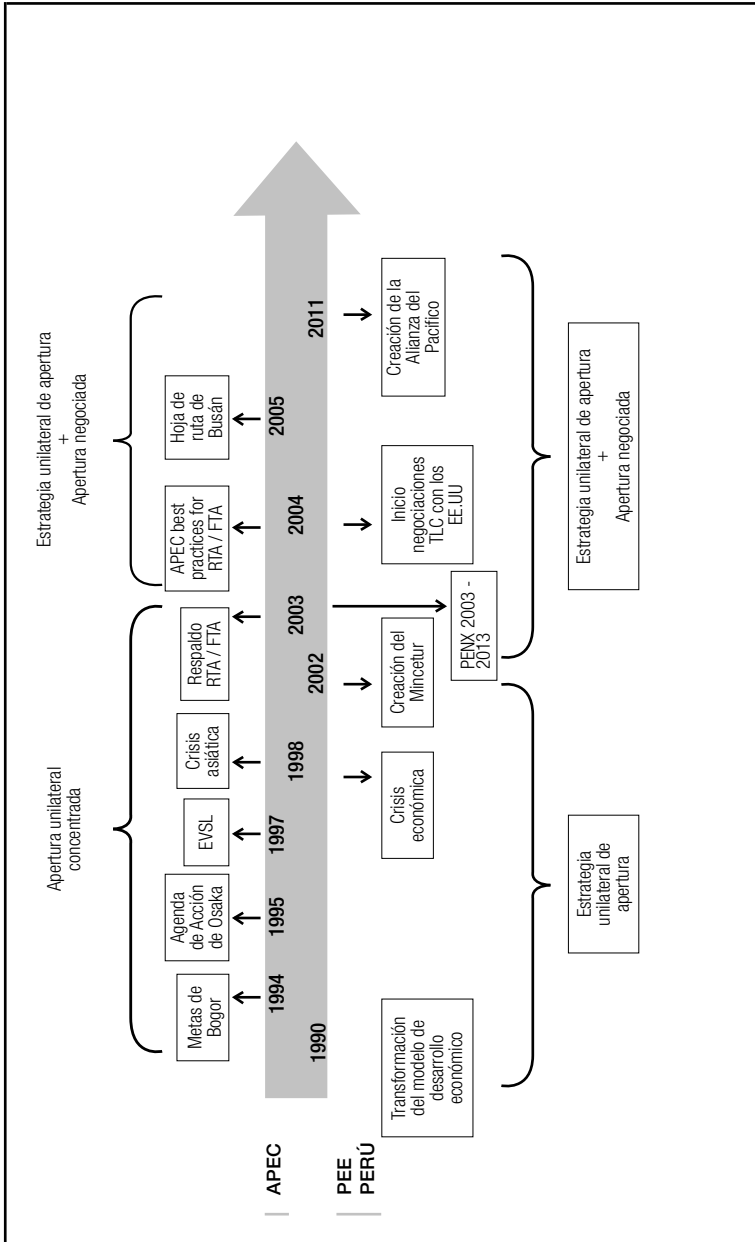 Apertura unilateral
concentrada
Estrategia unilateral de apertura
+
Apertura negociada
Metas de
Bogor
Agenda
de Acción
de Osaka
EVSL
Crisis
asiática
Respaldo
RTA / FTA
APEC best
practices for
RTA / FTA
Hoja de
ruta de
Busán
APEC
1994
1995
1997
1998
2003
2004
2005
1990
2002
2011
PEE
PERÚ
Transformación
del modelo de
desarrollo
económico
Crisis
económica
Creación del
Mincetur
PENX 2003 -
2013
Inicio
negociaciones
TLC con los
EE.UU
Creación de la
Alianza del
Pacífico
Estrategia
unilateral de
apertura
Estrategia unilateral de apertura
+
Apertura negociada